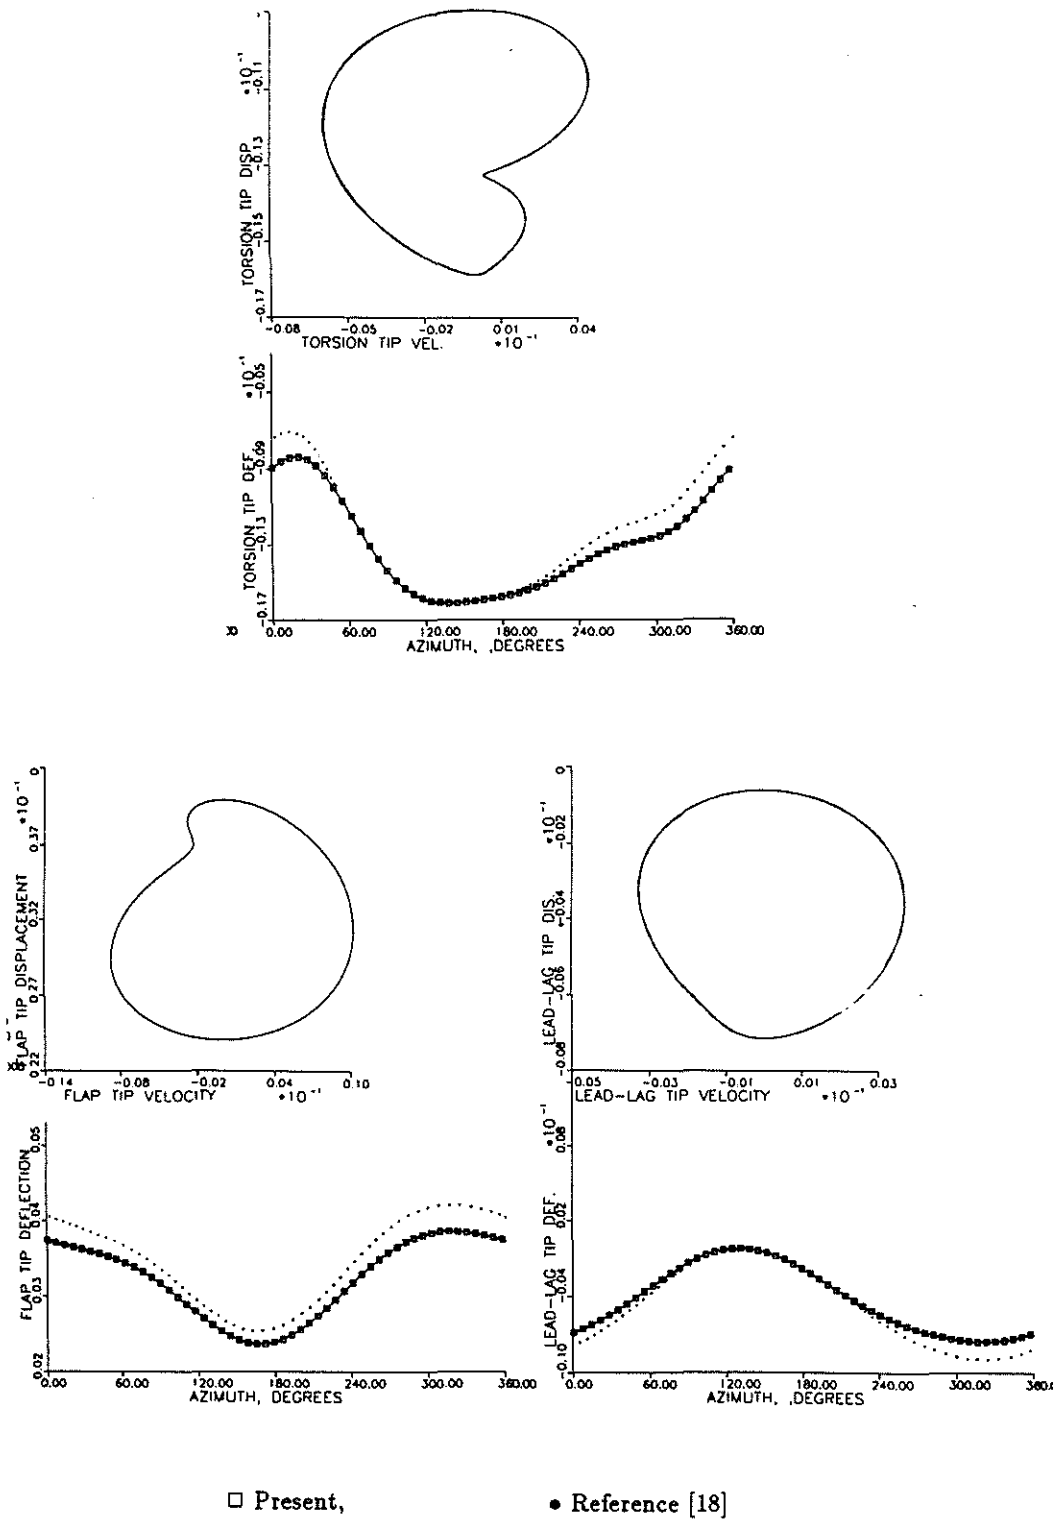 -0.11
-0.13
-0.15
-0.17
TORSION TIP DISP.
*10⁻¹
-0.08 -0.05 -0.02 0.01 0.04
TORSION TIP VEL. *10⁻¹
-0.05
-0.09
-0.13
-0.17
TORSION TIP DEF.
*10⁻¹
0.00 60.00 120.00 180.00 240.00 300.00 360.00
AZIMUTH, ,DEGREES
0.37
0.32
0.27
0.22
FLAP TIP DISPLACEMENT
*10⁻¹
-0.14 -0.08 -0.02 0.04 0.10
FLAP TIP VELOCITY *10⁻¹
0
-0.02
-0.04
-0.06
-0.08
LEAD-LAG TIP DIS.
*10⁻¹
-0.05 -0.03 -0.01 0.01 0.03
LEAD-LAG TIP VELOCITY *10⁻¹
0.05
0.04
0.03
0.02
FLAP TIP DEFLECTION
0.00 60.00 120.00 180.00 240.00 300.00 360.00
AZIMUTH, DEGREES
0.08
0.02
-0.04
-0.10
LEAD-LAG TIP DEF.
*10⁻¹
0.00 60.00 120.00 180.00 240.00 300.00
AZIMUTH, ,DEGREES
□ Present, • Reference [18]